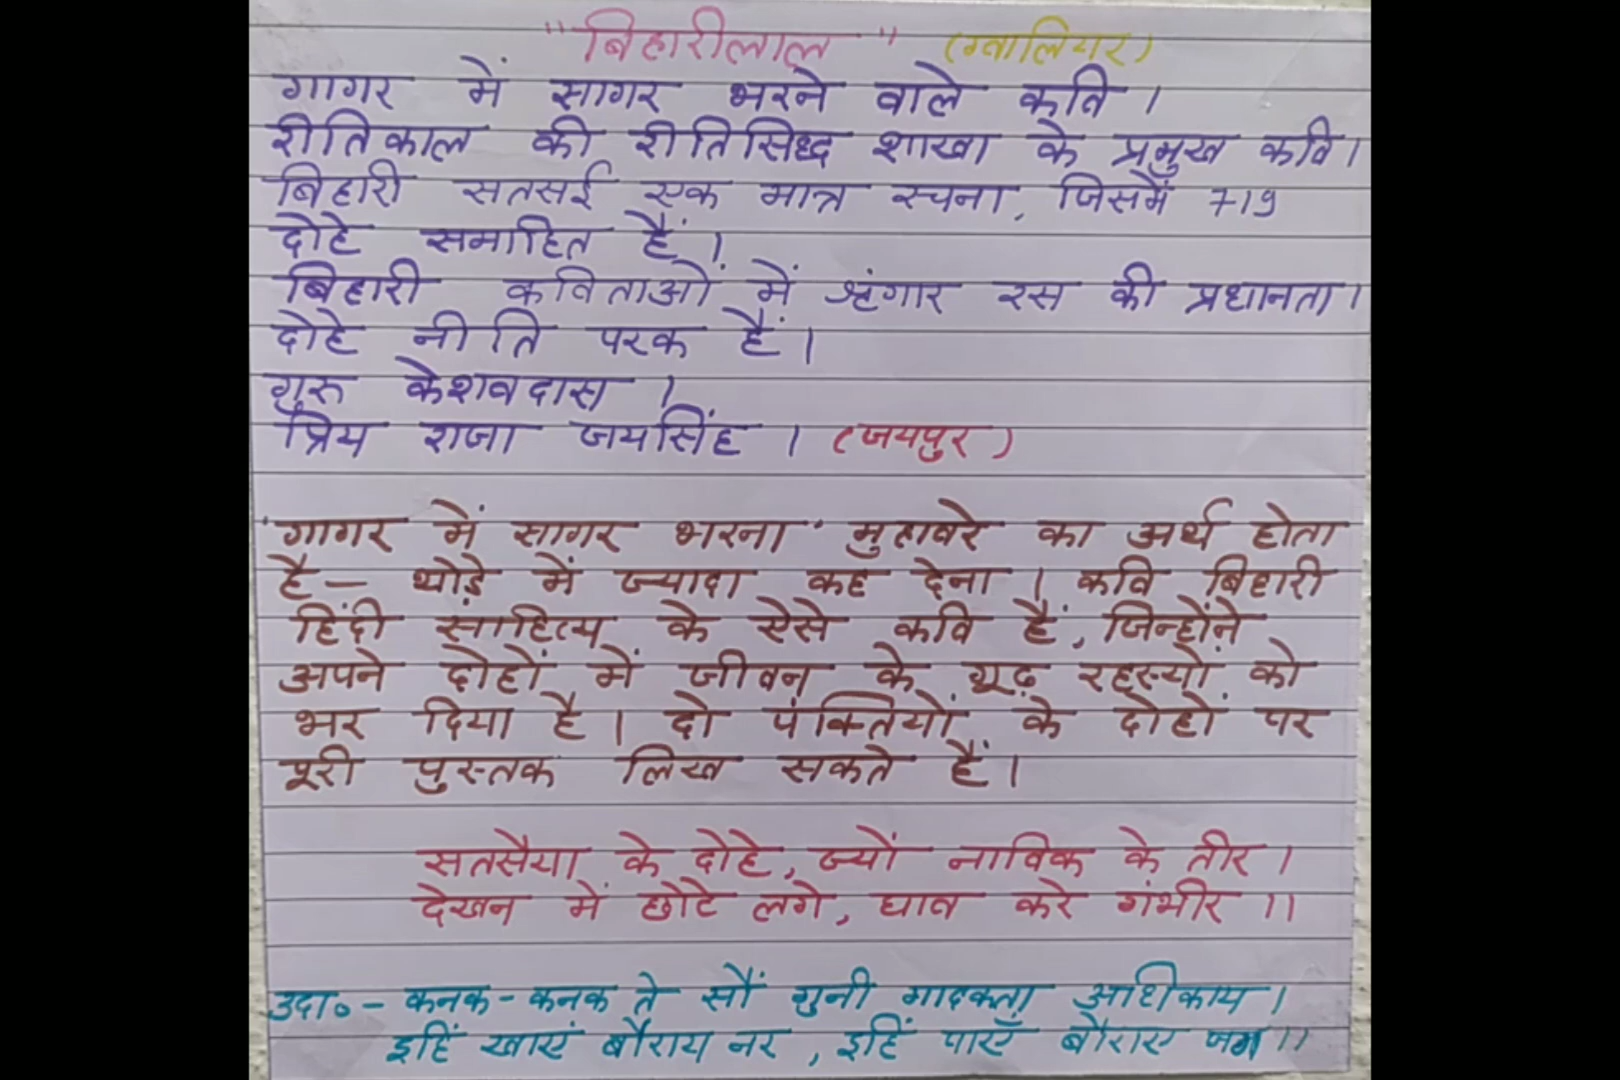 "बिहारीलाल" (ग्वालियर)
गागर में सागर भरने वाले कवि ।
रीतिकाल की रीतिसिध्द शाखा के प्रमुख कवि।
बिहारी सतसई एक मात्र रचना, जिसमें 719
दोहे समाहित हैं ।
बिहारी कविताओं में श्रृंगार रस की प्रधानता।
दोहे नीति परक हैं ।
गुरु केशवदास ।
प्रिय राजा जयसिंह । (जयपुर)
'गागर में सागर भरना' मुहावरे का अर्थ होता
है - थोड़े में ज्यादा कह देना । कवि बिहारी
हिंदी साहित्य के ऐसे कवि हैं, जिन्होंने
अपने दोहों में जीवन के गूढ़ रहस्यों को
भर दिया है । दो पंक्तियों के दोहों पर
पूरी पुस्तक लिख सकते हैं ।
सतसैया के दोहे, ज्यों नाविक के तीर ।
देखन में छोटे लगे, घाव करे गंभीर ।।
उदा० - कनक - कनक ते सौं गुनी मादकता अधिकाय ।
इहिं खाएं बौराय नर , इहिं पाएँ बौराए जग ।।